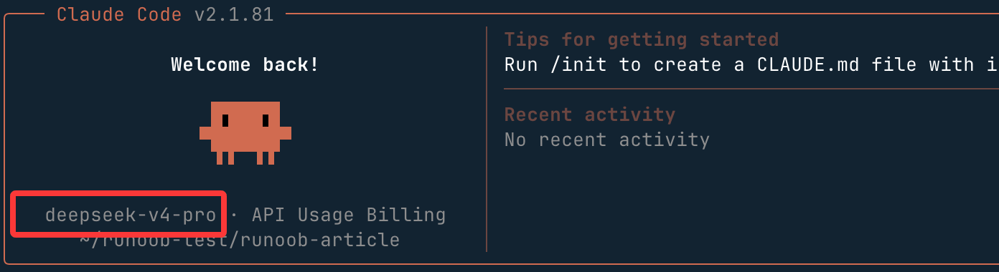 Claude Code v2.1.81
Welcome back!
deepseek-v4-pro · API Usage Billing
~/runoob-test/runoob-article
Tips for getting started
Run /init to create a CLAUDE.md file with i
Recent activity
No recent activity